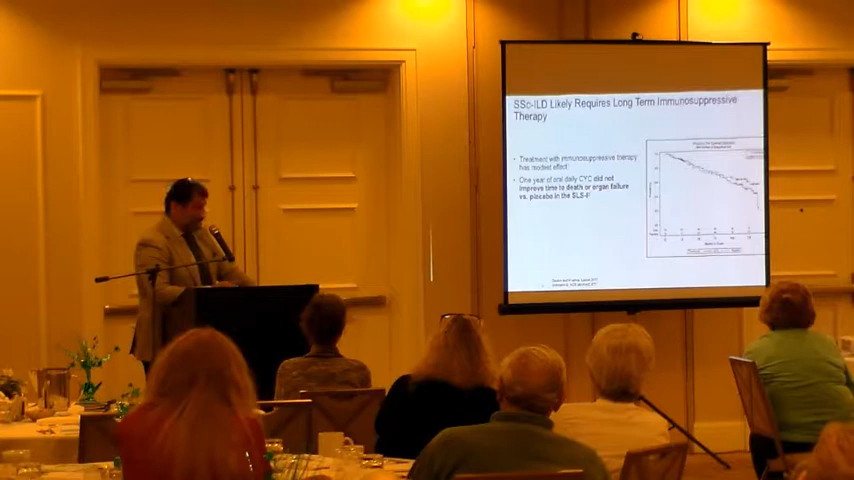 SSc-ILD Likely Requires Long Term Immunosuppressive
Therapy
• Treatment with immunosuppressive therapy
has modest effect
• One year of oral daily CYC did not
improve time to death or organ failure
vs. placebo in the SLS-I